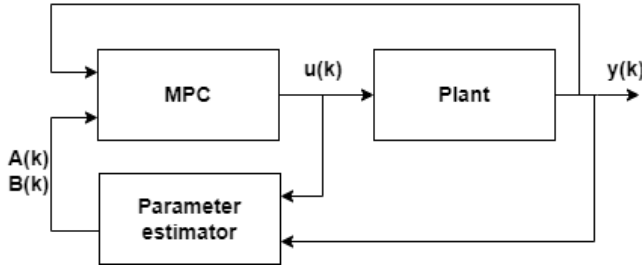 u(k)
y(k)
MPC
Plant
A(k)
B(k)
Parameter
estimator